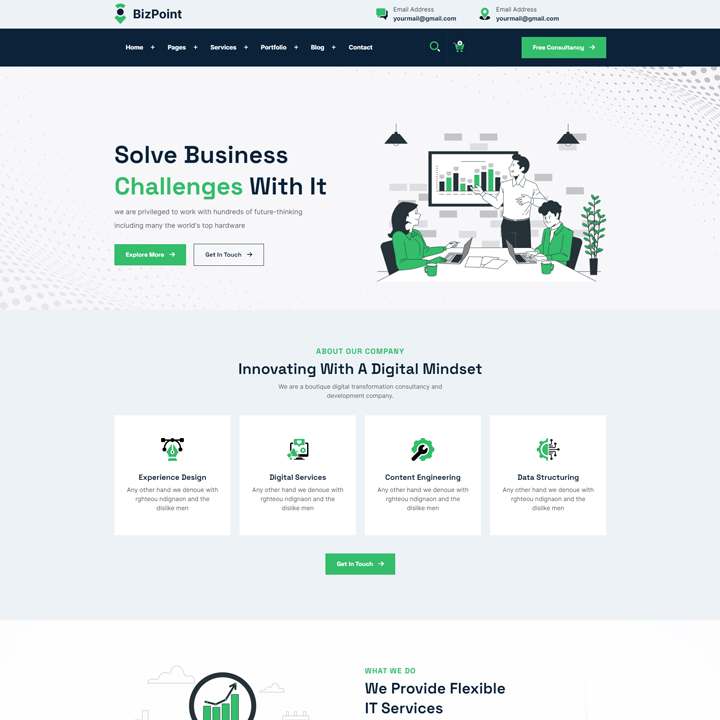 BizPoint
Email Address
yourmail@gmail.com
Email Address
yourmail@gmail.com
Home + Pages + Services + Portfolio + Blog + Contact
0
Free Consultancy →
Solve Business
Challenges With It
we are privileged to work with hundreds of future-thinking
including many the world's top hardware
Explore More →
Get In Touch →
ABOUT OUR COMPANY
Innovating With A Digital Mindset
We are a boutique digital transformation consultancy and
development company.
Experience Design
Any other hand we denoue with
rghteou ndignaon and the
dislike men
Digital Services
Any other hand we denoue with
rghteou ndignaon and the
dislike men
Content Engineering
Any other hand we denoue with
rghteou ndignaon and the
dislike men
Data Structuring
Any other hand we denoue with
rghteou ndignaon and the
dislike men
Get In Touch →
WHAT WE DO
We Provide Flexible
IT Services